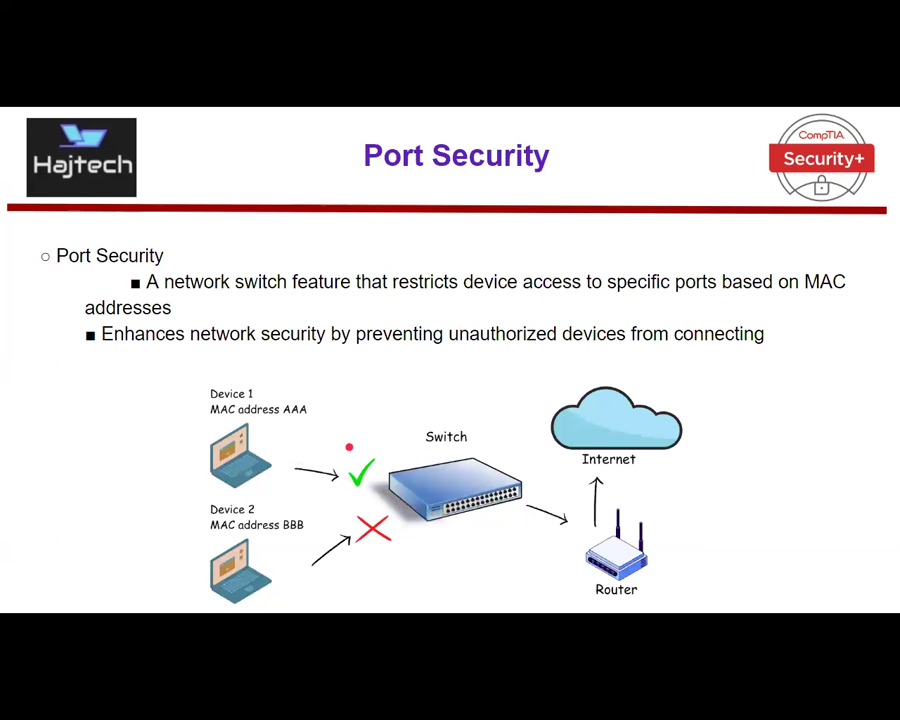 Hajtech
Port Security
CompTIA
Security+
○ Port Security
■ A network switch feature that restricts device access to specific ports based on MAC
addresses
■ Enhances network security by preventing unauthorized devices from connecting
Device 1
MAC address AAA
Switch
Internet
Device 2
MAC address BBB
Router